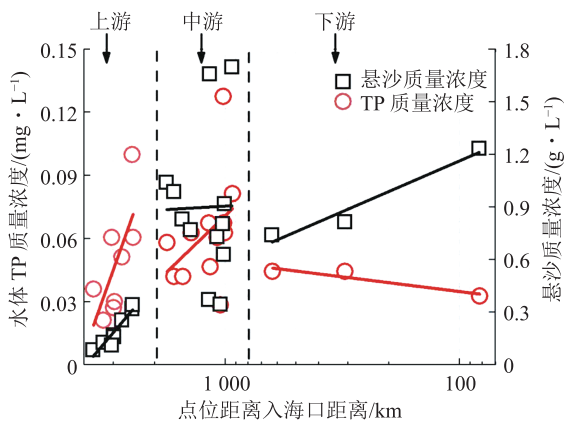 上游 中游 下游
0.15
0.12
0.09
0.06
0.03
0
水体 TP 质量浓度/(mg·L⁻¹)
悬沙质量浓度
TP 质量浓度
1.8
1.5
1.2
0.9
0.6
0.3
0
悬沙质量浓度/(g·L⁻¹)
1 000 100
点位距离入海口距离/km